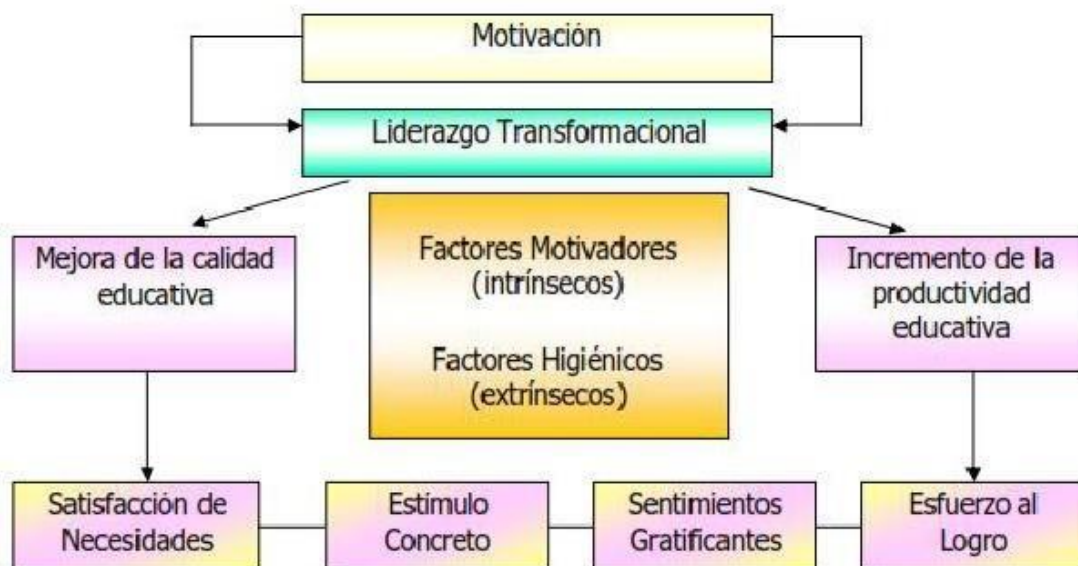 Motivación
Liderazgo Transformacional
Mejora de la calidad
educativa
Factores Motivadores
(intrínsecos)
Factores Higiénicos
(extrínsecos)
Incremento de la
productividad
educativa
Satisfacción de
Necesidades
Estímulo
Concreto
Sentimientos
Gratificantes
Esfuerzo al
Logro